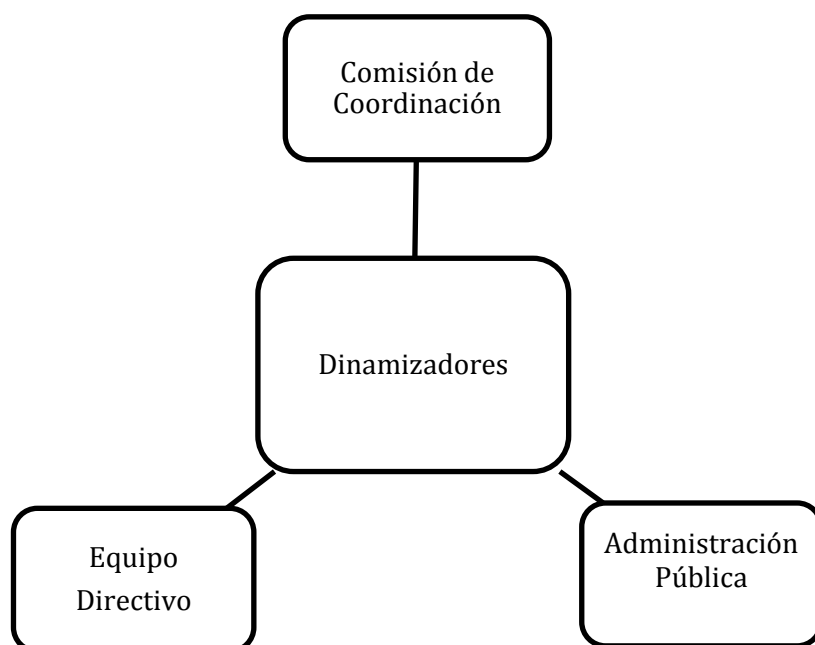 Comisión de
Coordinación
Dinamizadores
Equipo
Directivo
Administración
Pública